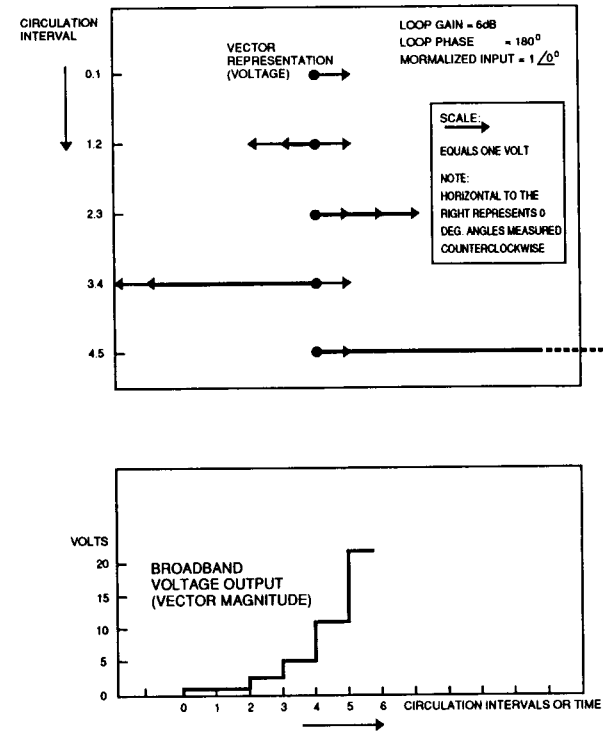 CIRCULATION
INTERVAL
LOOP GAIN = 6dB
LOOP PHASE = 180⁰
MORMALIZED INPUT = 1 /0⁰
VECTOR
REPRESENTATION
(VOLTAGE)
0.1
1.2
2.3
3.4
4.5
SCALE:
EQUALS ONE VOLT
NOTE:
HORIZONTAL TO THE
RIGHT REPRESENTS 0
DEG. ANGLES MEASURED
COUNTERCLOCKWISE
VOLTS
20
15
10
5
0
BROADBAND
VOLTAGE OUTPUT
(VECTOR MAGNITUDE)
0 1 2 3 4 5 6 CIRCULATION INTERVALS OR TIME